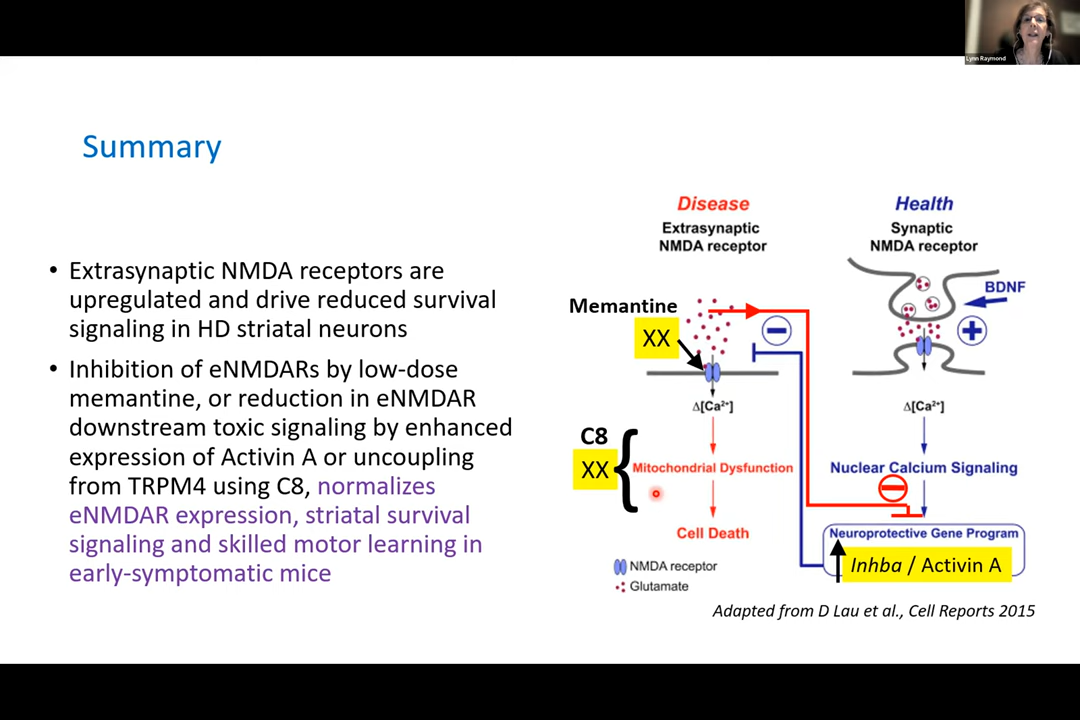 Lynn Raymond
Summary
• Extrasynaptic NMDA receptors are
upregulated and drive reduced survival
signaling in HD striatal neurons
• Inhibition of eNMDARs by low-dose
memantine, or reduction in eNMDAR
downstream toxic signaling by enhanced
expression of Activin A or uncoupling
from TRPM4 using C8, normalizes
eNMDAR expression, striatal survival
signaling and skilled motor learning in
early-symptomatic mice
Disease
Extrasynaptic
NMDA receptor
Health
Synaptic
NMDA receptor
BDNF
Memantine
XX
Δ[Ca²⁺]
Δ[Ca²⁺]
C8
XX
Mitochondrial Dysfunction
Nuclear Calcium Signaling
Cell Death
Neuroprotective Gene Program
Inhba / Activin A
NMDA receptor
Glutamate
Adapted from D Lau et al., Cell Reports 2015